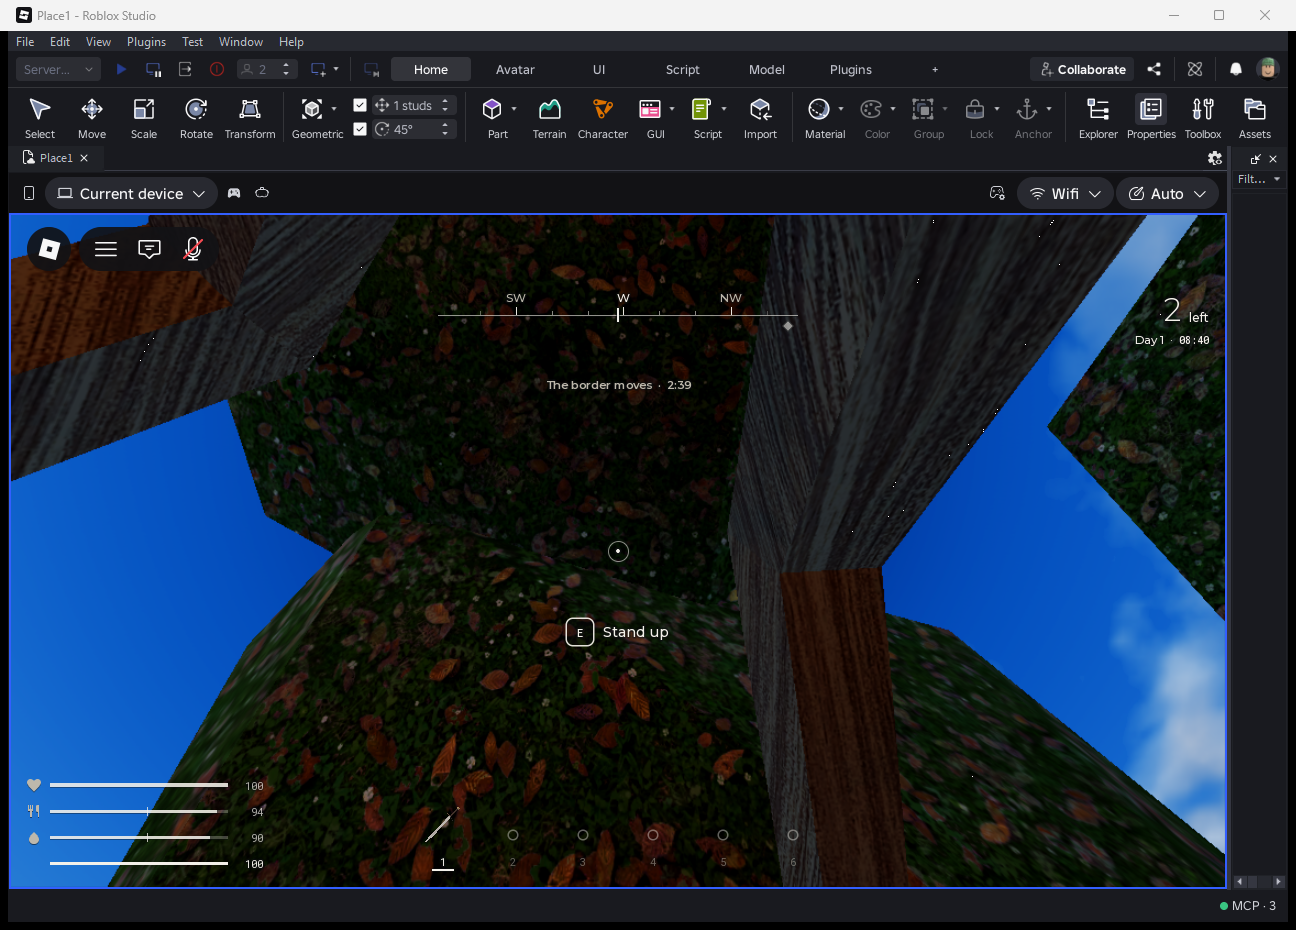 Place1 - Roblox Studio
File Edit View Plugins Test Window Help
Server... 2 Home Avatar UI Script Model Plugins + Collaborate
1 studs
45°
Select Move Scale Rotate Transform Geometric Part Terrain Character GUI Script Import Material Color Group Lock Anchor Explorer Properties Toolbox Assets
Place1
Filt...
Current device Wifi Auto
SW W NW
2 left
Day 1 · 08:40
The border moves · 2:39
E Stand up
100
94
90
100
1 2 3 4 5 6
MCP · 3